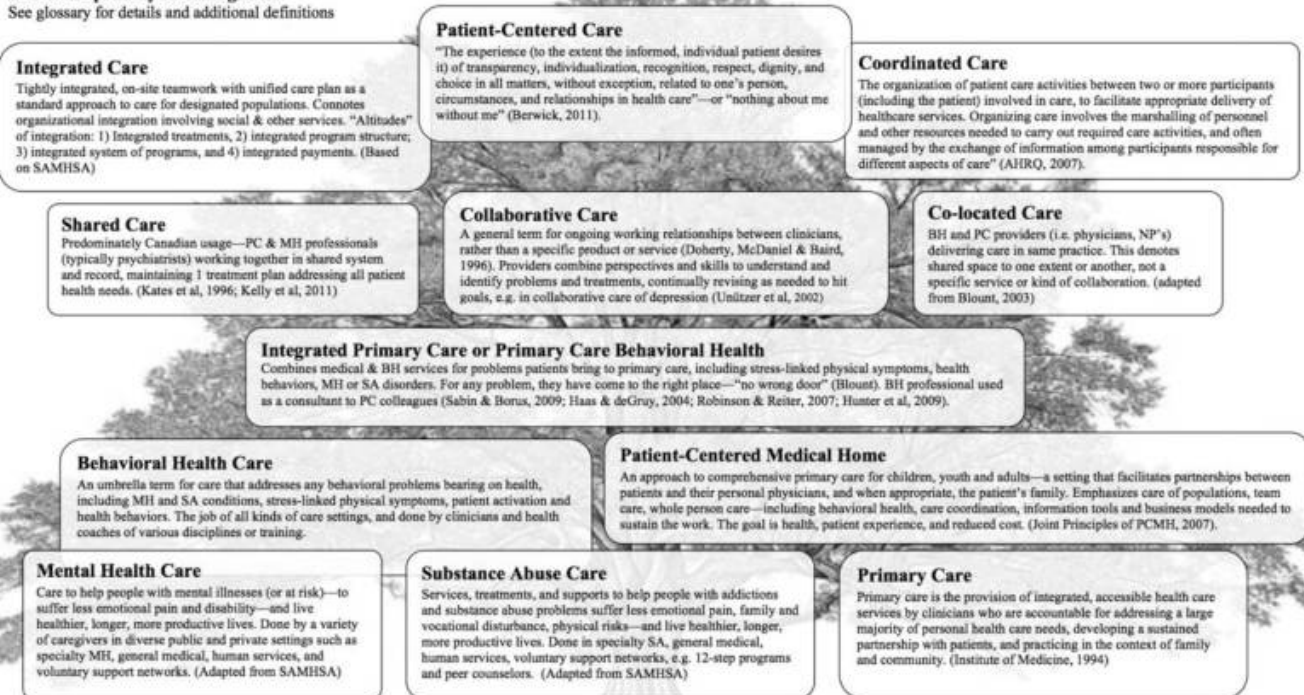 See glossary for details and additional definitions
Patient-Centered Care
"The experience (to the extent the informed, individual patient desires
it) of transparency, individualization, recognition, respect, dignity, and
choice in all matters, without exception, related to one's person,
circumstances, and relationships in health care"—or "nothing about me
without me" (Berwick, 2011).
Integrated Care
Tightly integrated, on-site teamwork with unified care plan as a
standard approach to care for designated populations. Connotes
organizational integration involving social & other services. "Altitudes"
of integration: 1) Integrated treatments, 2) integrated program structure;
3) integrated system of programs, and 4) integrated payments. (Based
on SAMHSA)
Coordinated Care
The organization of patient care activities between two or more participants
(including the patient) involved in care, to facilitate appropriate delivery of
healthcare services. Organizing care involves the marshalling of personnel
and other resources needed to carry out required care activities, and often
managed by the exchange of information among participants responsible for
different aspects of care" (AHRQ, 2007).
Shared Care
Predominately Canadian usage—PC & MH professionals
(typically psychiatrists) working together in shared system
and record, maintaining 1 treatment plan addressing all patient
health needs. (Kates et al, 1996; Kelly et al, 2011)
Collaborative Care
A general term for ongoing working relationships between clinicians,
rather than a specific product or service (Doherty, McDaniel & Baird,
1996). Providers combine perspectives and skills to understand and
identify problems and treatments, continually revising as needed to hit
goals, e.g. in collaborative care of depression (Unützer et al, 2002)
Co-located Care
BH and PC providers (i.e. physicians, NP's)
delivering care in same practice. This denotes
shared space to one extent or another, not a
specific service or kind of collaboration. (adapted
from Blount, 2003)
Integrated Primary Care or Primary Care Behavioral Health
Combines medical & BH services for problems patients bring to primary care, including stress-linked physical symptoms, health
behaviors, MH or SA disorders. For any problem, they have come to the right place—"no wrong door" (Blount). BH professional used
as a consultant to PC colleagues (Sabin & Borus, 2009; Haas & deGruy, 2004; Robinson & Reiter, 2007; Hunter et al, 2009).
Behavioral Health Care
An umbrella term for care that addresses any behavioral problems bearing on health,
including MH and SA conditions, stress-linked physical symptoms, patient activation and
health behaviors. The job of all kinds of care settings, and done by clinicians and health
coaches of various disciplines or training.
Patient-Centered Medical Home
An approach to comprehensive primary care for children, youth and adults—a setting that facilitates partnerships between
patients and their personal physicians, and when appropriate, the patient's family. Emphasizes care of populations, team
care, whole person care—including behavioral health, care coordination, information tools and business models needed to
sustain the work. The goal is health, patient experience, and reduced cost. (Joint Principles of PCMH, 2007).
Mental Health Care
Care to help people with mental illnesses (or at risk)—to
suffer less emotional pain and disability—and live
healthier, longer, more productive lives. Done by a variety
of caregivers in diverse public and private settings such as
specialty MH, general medical, human services, and
voluntary support networks. (Adapted from SAMHSA)
Substance Abuse Care
Services, treatments, and supports to help people with addictions
and substance abuse problems suffer less emotional pain, family and
vocational disturbance, physical risks—and live healthier, longer,
more productive lives. Done in specialty SA, general medical,
human services, voluntary support networks, e.g. 12-step programs
and peer counselors. (Adapted from SAMHSA)
Primary Care
Primary care is the provision of integrated, accessible health care
services by clinicians who are accountable for addressing a large
majority of personal health care needs, developing a sustained
partnership with patients, and practicing in the context of family
and community. (Institute of Medicine, 1994)